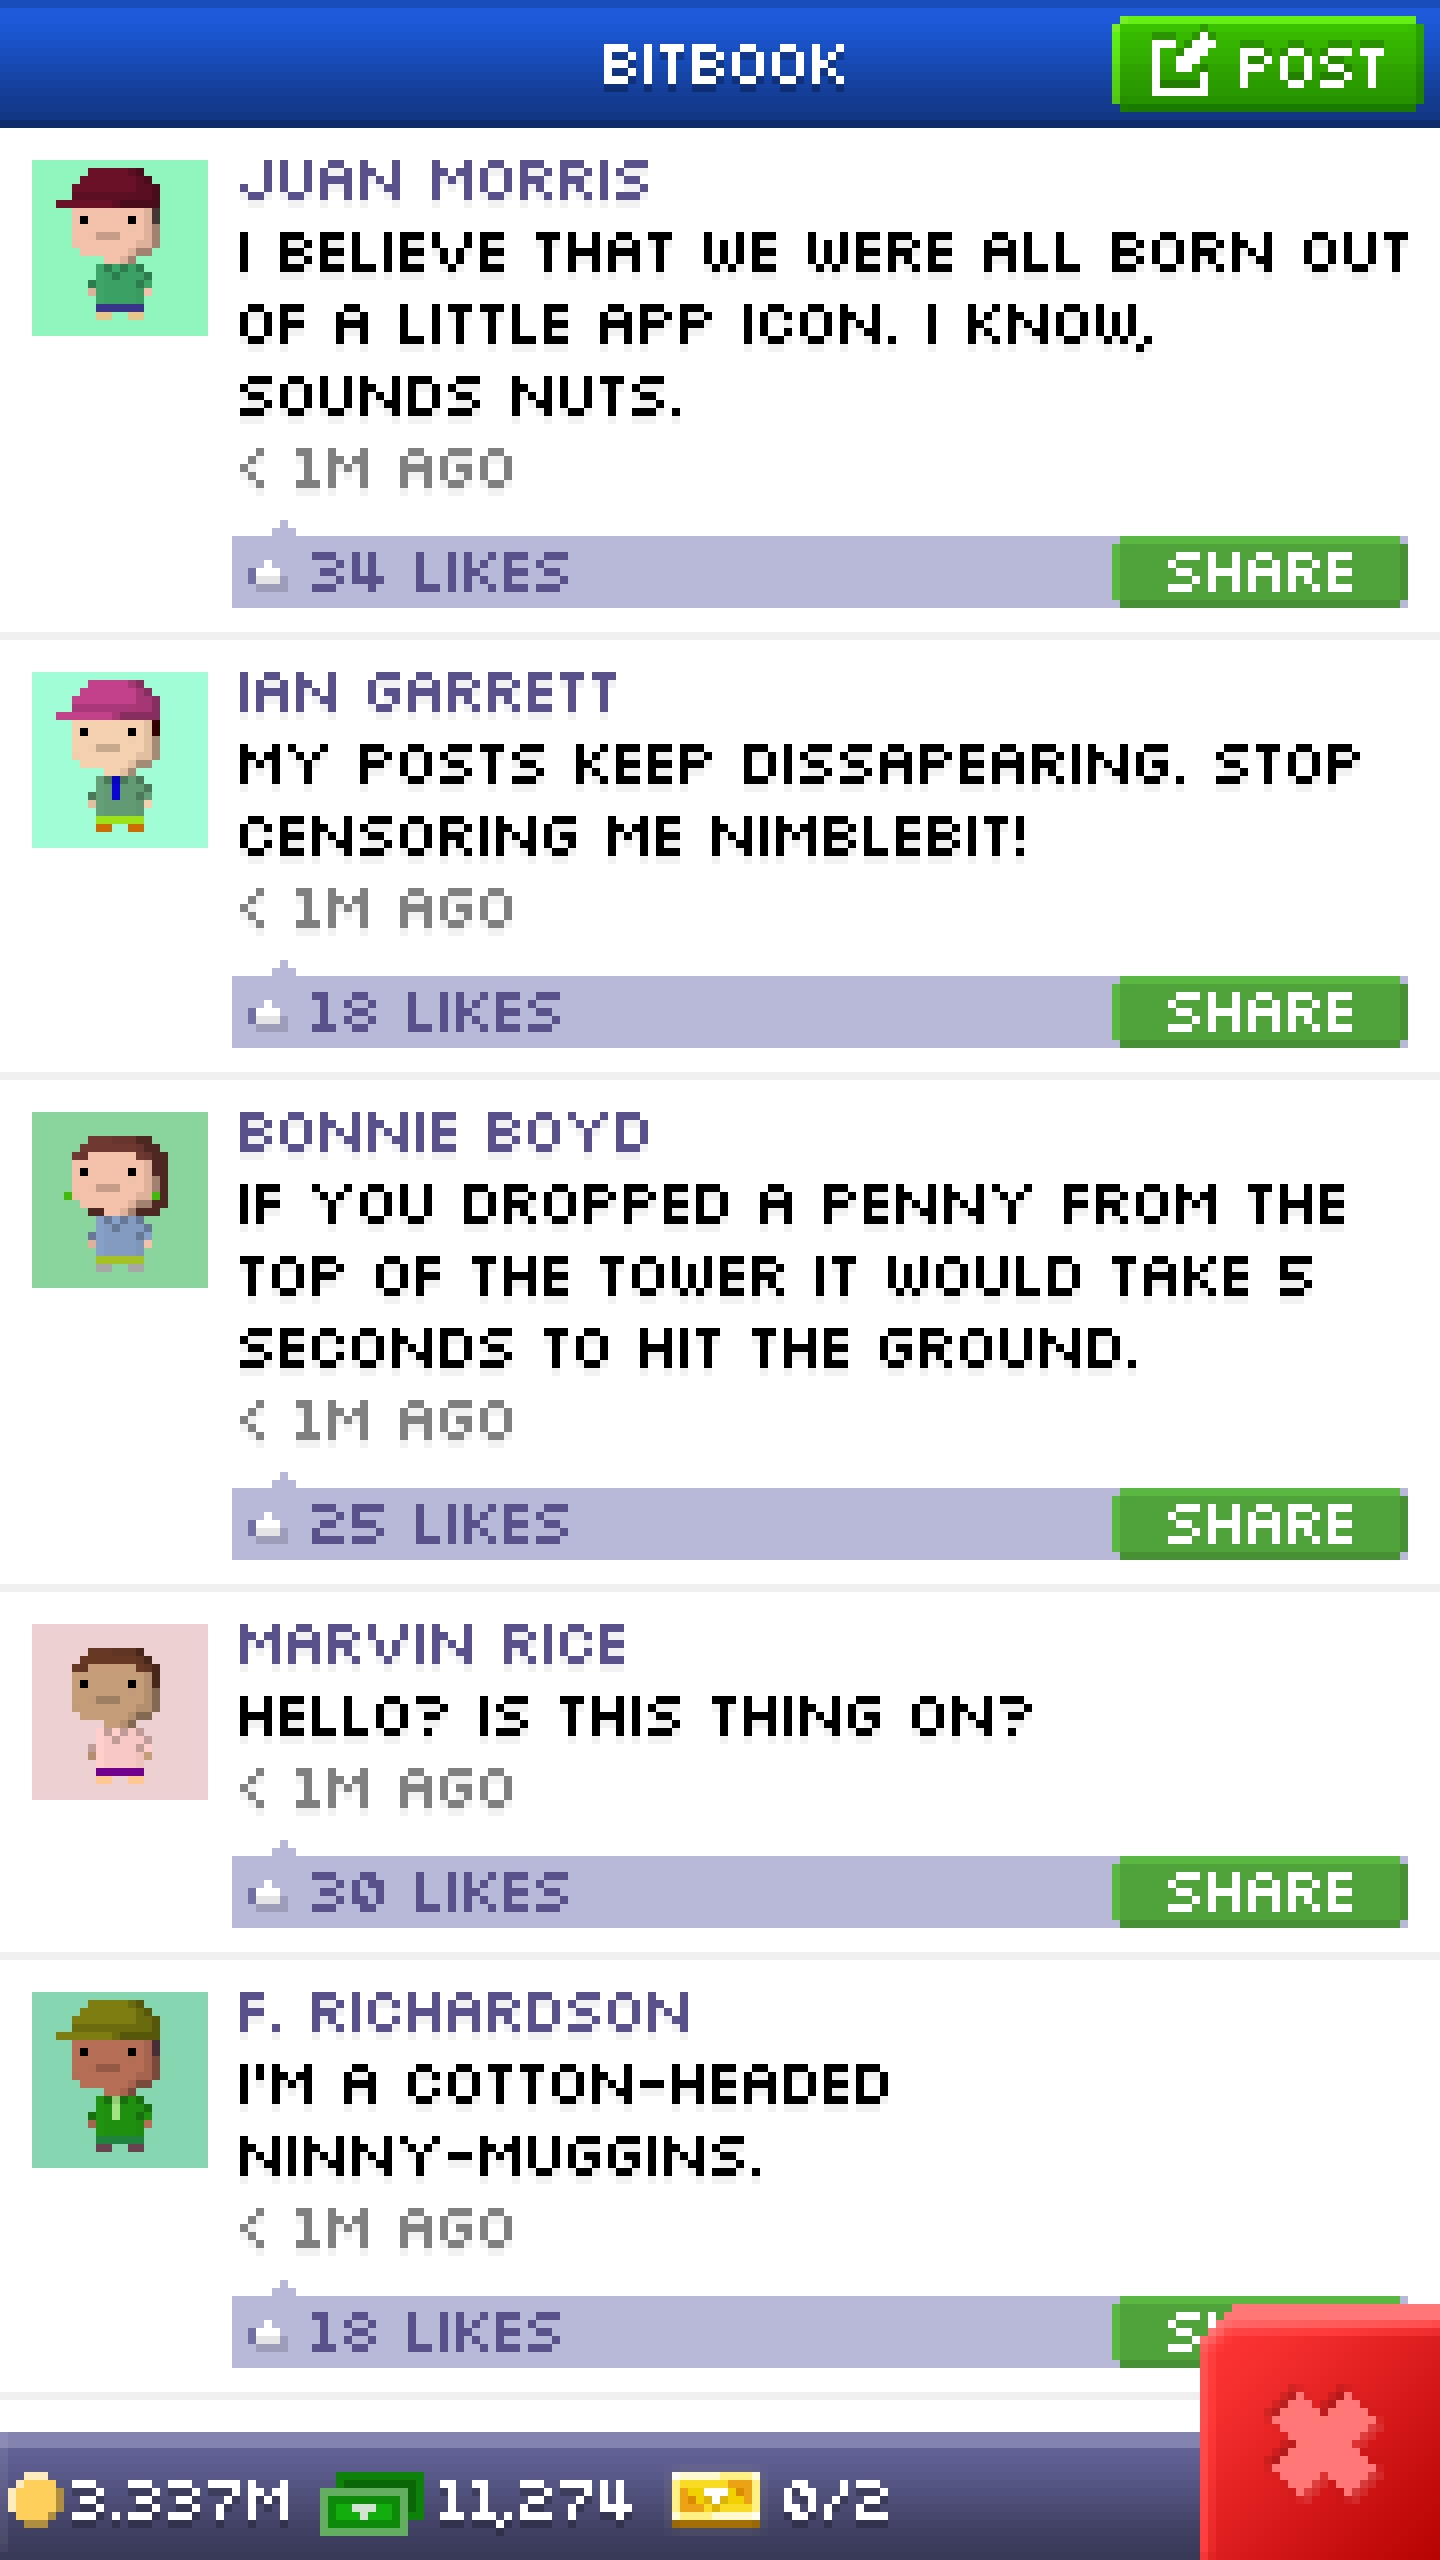 BITBOOK
POST
JUAN MORRIS
I BELIEVE THAT WE WERE ALL BORN OUT
OF A LITTLE APP ICON. I KNOW,
SOUNDS NUTS.
< 1M AGO
34 LIKES
SHARE
IAN GARRETT
MY POSTS KEEP DISSAPEARING. STOP
CENSORING ME NIMBLEBIT!
< 1M AGO
18 LIKES
SHARE
BONNIE BOYD
IF YOU DROPPED A PENNY FROM THE
TOP OF THE TOWER IT WOULD TAKE 5
SECONDS TO HIT THE GROUND.
< 1M AGO
25 LIKES
SHARE
MARVIN RICE
HELLO? IS THIS THING ON?
< 1M AGO
30 LIKES
SHARE
F. RICHARDSON
I'M A COTTON-HEADED
NINNY-MUGGINS.
< 1M AGO
18 LIKES
3.337M 11,274 0/2